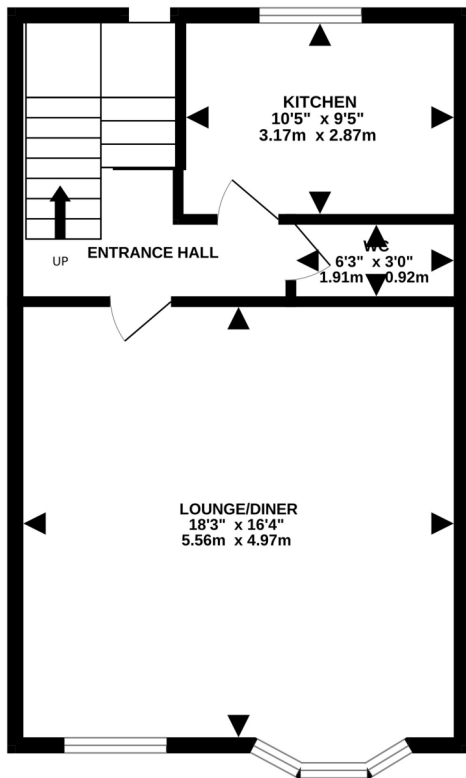 KITCHEN
10'5" x 9'5"
3.17m x 2.87m
WC
6'3" x 3'0"
1.91m 0.92m
ENTRANCE HALL
UP
LOUNGE/DINER
18'3" x 16'4"
5.56m x 4.97m